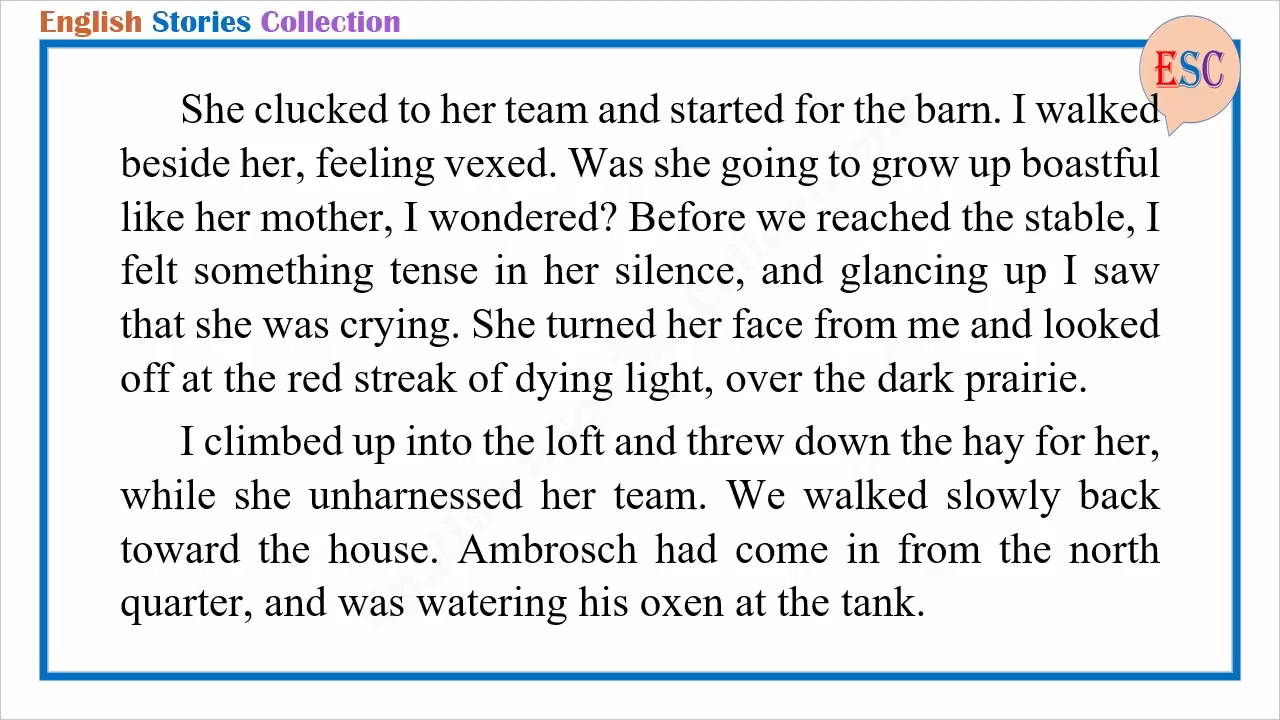 English Stories Collection
ESC
She clucked to her team and started for the barn. I walked
beside her, feeling vexed. Was she going to grow up boastful
like her mother, I wondered? Before we reached the stable, I
felt something tense in her silence, and glancing up I saw
that she was crying. She turned her face from me and looked
off at the red streak of dying light, over the dark prairie.
I climbed up into the loft and threw down the hay for her,
while she unharnessed her team. We walked slowly back
toward the house. Ambrosch had come in from the north
quarter, and was watering his oxen at the tank.